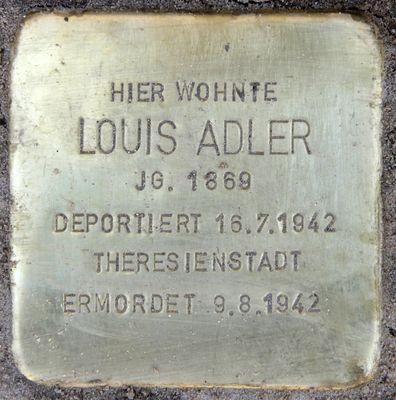 HIER WOHNTE
LOUIS ADLER
JG. 1869
DEPORTIERT 16.7.1942
THERESIENSTADT
ERMORDET 9.8.1942